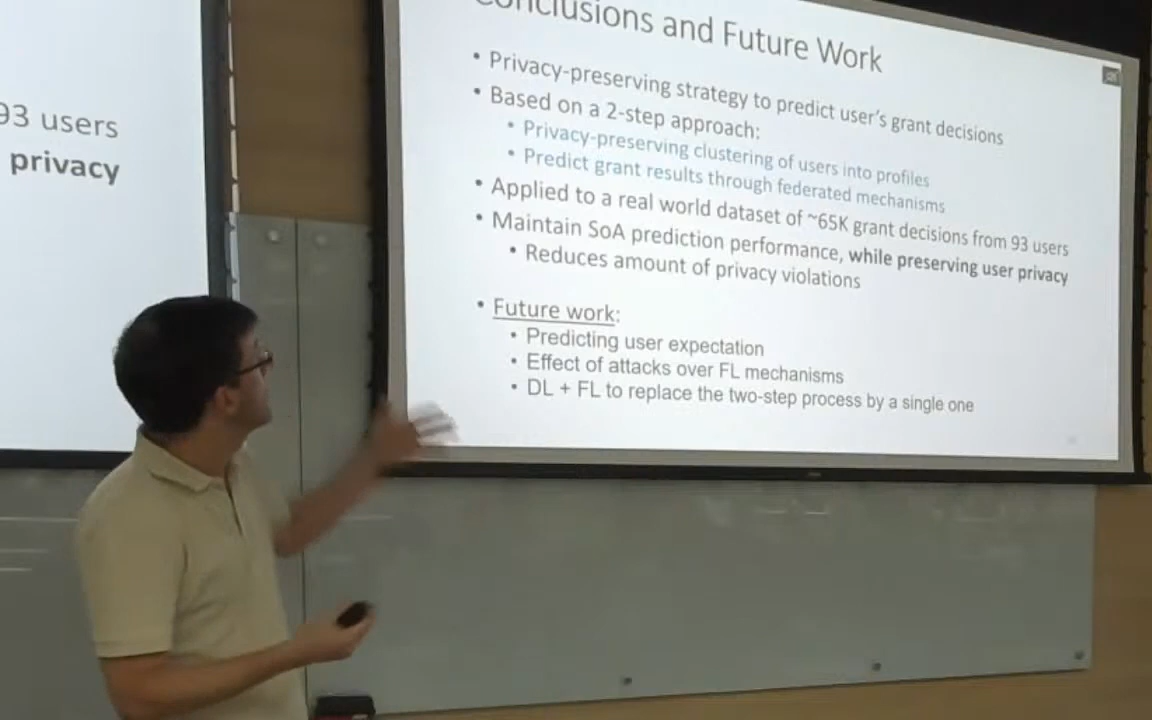 93 users
privacy
Conclusions and Future Work
• Privacy-preserving strategy to predict user's grant decisions
• Based on a 2-step approach:
• Privacy-preserving clustering of users into profiles
• Predict grant results through federated mechanisms
• Applied to a real world dataset of ~65K grant decisions from 93 users
• Maintain SoA prediction performance, while preserving user privacy
• Reduces amount of privacy violations
• Future work:
• Predicting user expectation
• Effect of attacks over FL mechanisms
• DL + FL to replace the two-step process by a single one